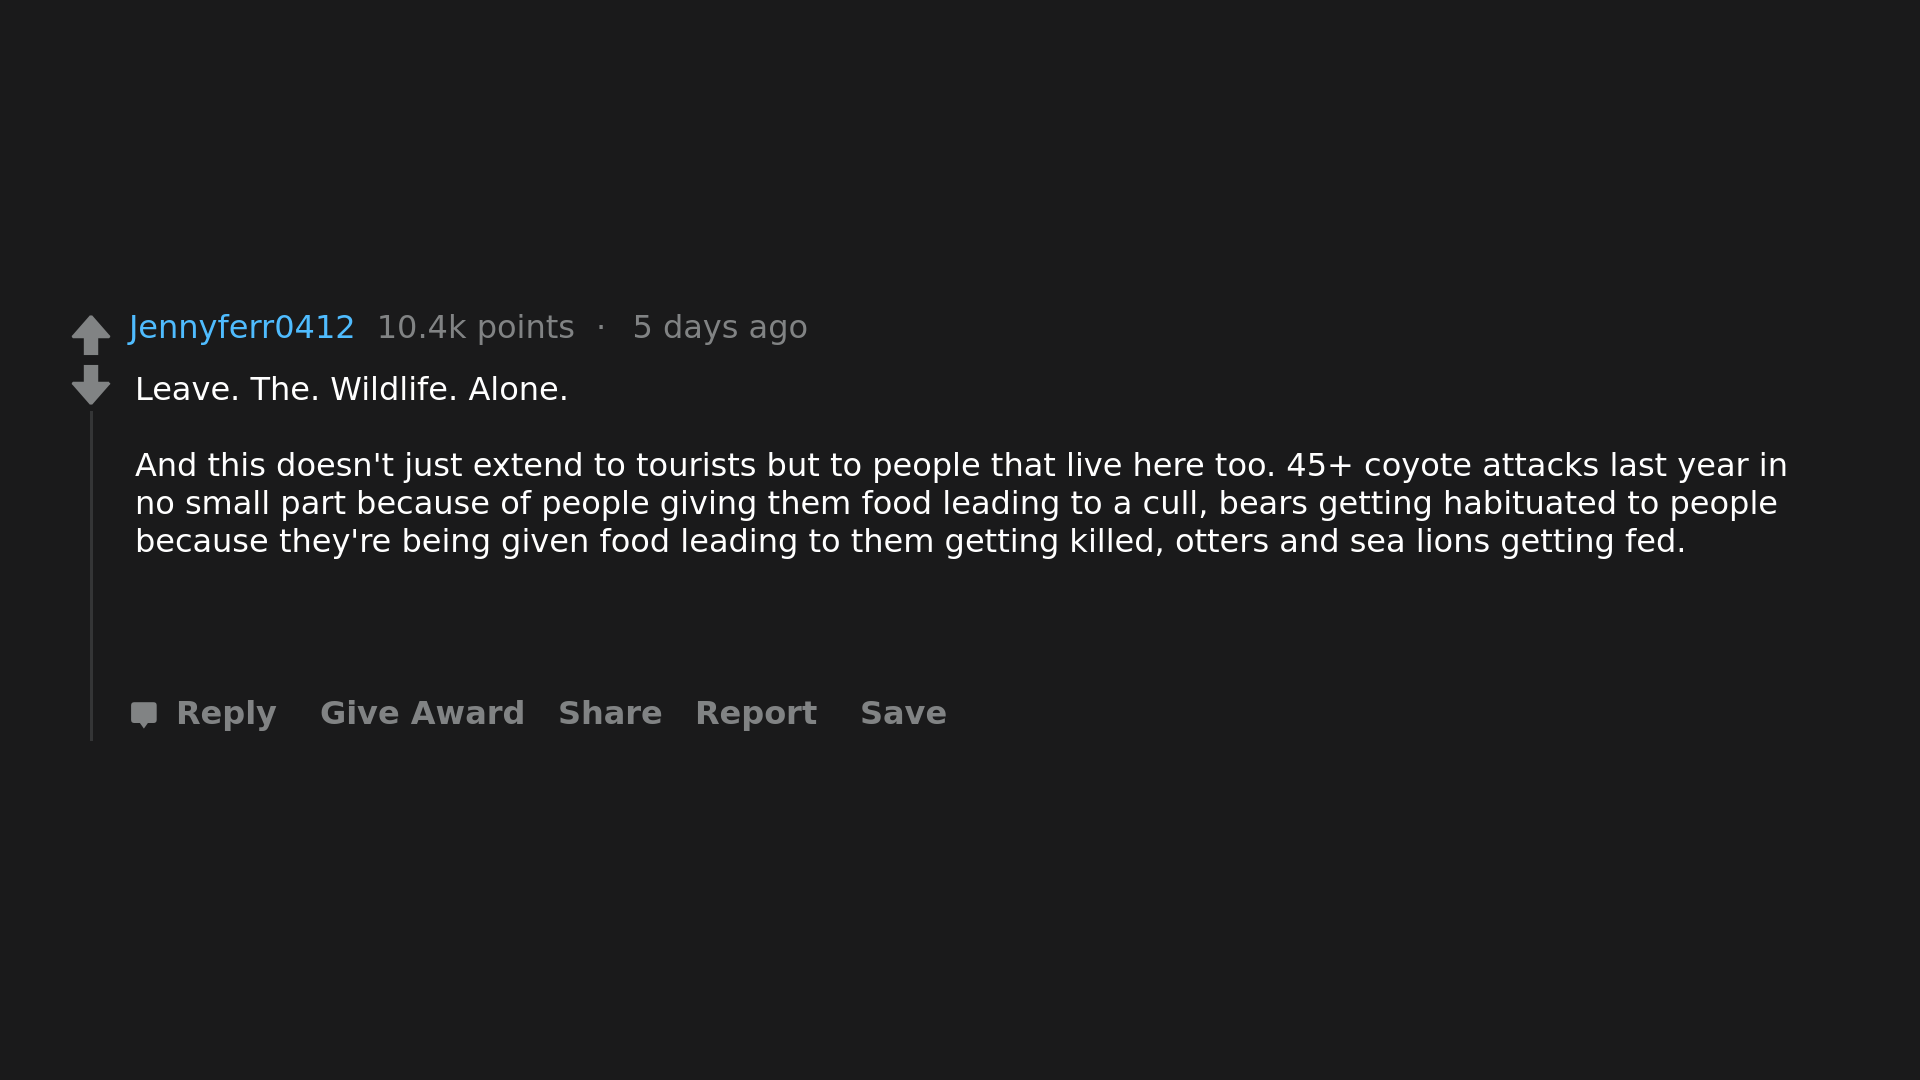 Jennyferr0412 10.4k points · 5 days ago
Leave. The. Wildlife. Alone.
And this doesn't just extend to tourists but to people that live here too. 45+ coyote attacks last year in
no small part because of people giving them food leading to a cull, bears getting habituated to people
because they're being given food leading to them getting killed, otters and sea lions getting fed.
Reply Give Award Share Report Save